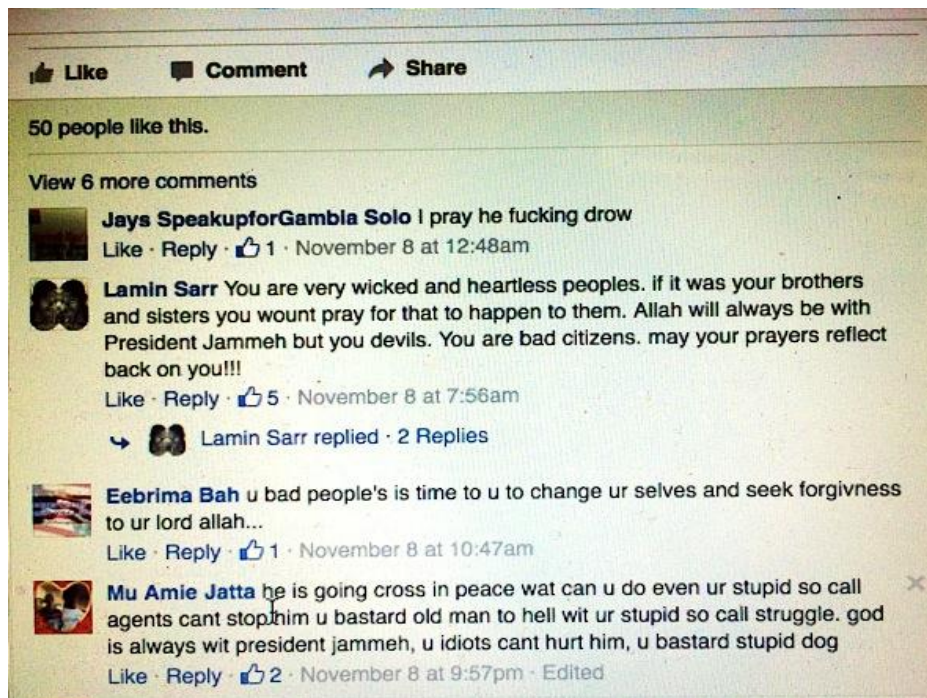 Like Comment Share
50 people like this.
View 6 more comments
Jays SpeakupforGambia Solo I pray he fucking drow
Like · Reply · 1 · November 8 at 12:48am
Lamin Sarr You are very wicked and heartless peoples. if it was your brothers
and sisters you wount pray for that to happen to them. Allah will always be with
President Jammeh but you devils. You are bad citizens. may your prayers reflect
back on you!!!
Like · Reply · 5 · November 8 at 7:56am
Lamin Sarr replied · 2 Replies
Eebrima Bah u bad people's is time to u to change ur selves and seek forgivness
to ur lord allah...
Like · Reply · 1 · November 8 at 10:47am
Mu Amie Jatta he is going cross in peace wat can u do even ur stupid so call
agents cant stop.him u bastard old man to hell wit ur stupid so call struggle. god
is always wit president jammeh, u idiots cant hurt him, u bastard stupid dog
Like · Reply · 2 · November 8 at 9:57pm · Edited